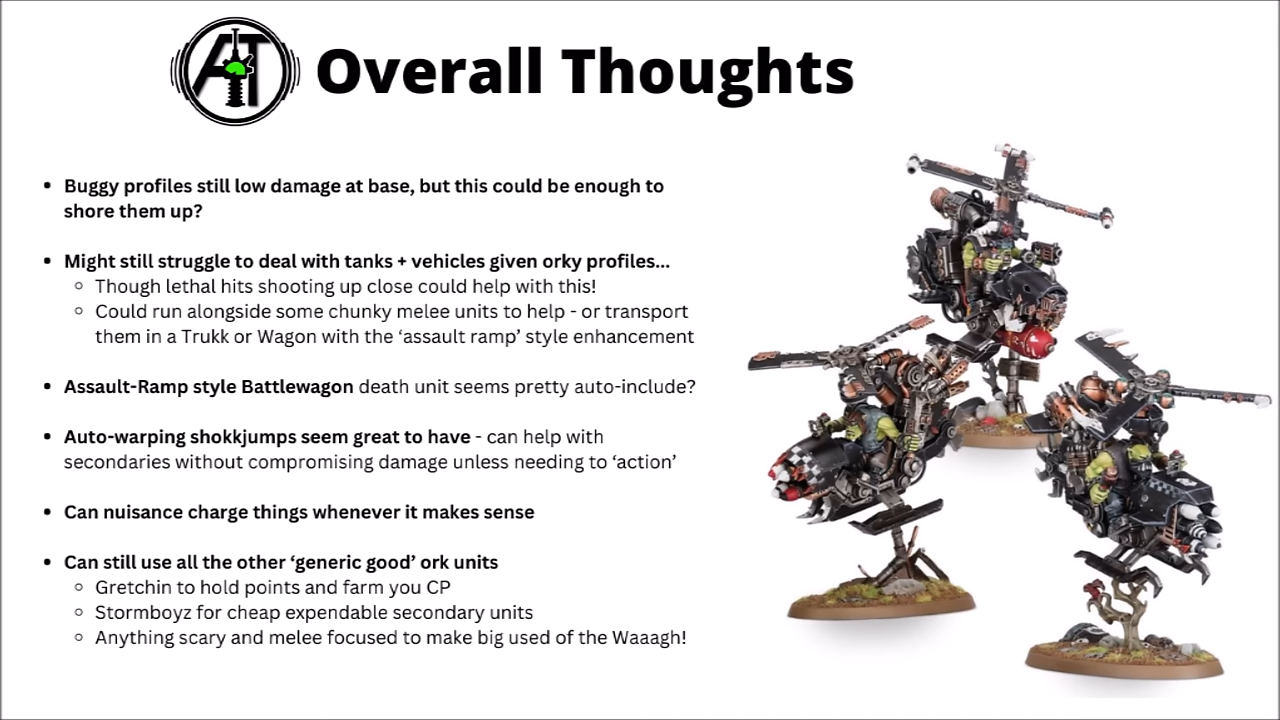 AT
Overall Thoughts
• Buggy profiles still low damage at base, but this could be enough to
shore them up?
• Might still struggle to deal with tanks + vehicles given orky profiles...
◦ Though lethal hits shooting up close could help with this!
◦ Could run alongside some chunky melee units to help - or transport
them in a Trukk or Wagon with the ‘assault ramp’ style enhancement
• Assault-Ramp style Battlewagon death unit seems pretty auto-include?
• Auto-warping shokkjumps seem great to have - can help with
secondaries without compromising damage unless needing to ‘action’
• Can nuisance charge things whenever it makes sense
• Can still use all the other ‘generic good’ ork units
◦ Gretchin to hold points and farm you CP
◦ Stormboyz for cheap expendable secondary units
◦ Anything scary and melee focused to make big used of the Waaagh!